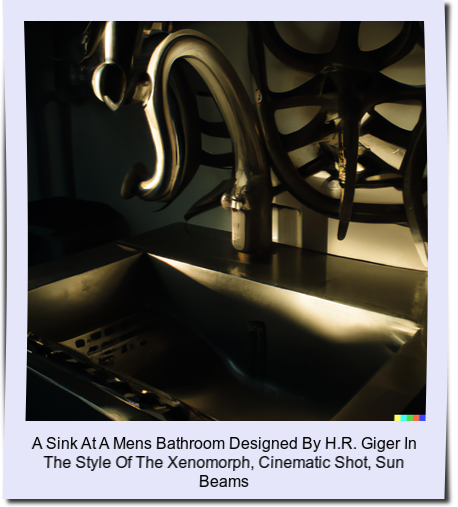 A Sink At A Mens Bathroom Designed By H.R. Giger In
The Style Of The Xenomorph, Cinematic Shot, Sun
Beams